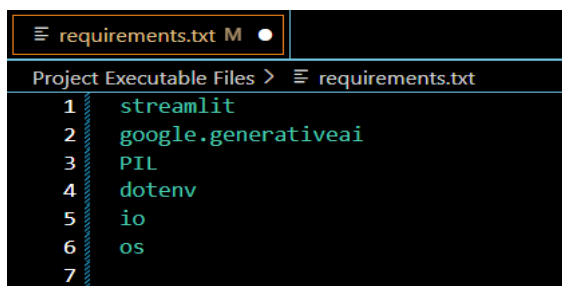 requirements.txt M
Project Executable Files > requirements.txt
1 streamlit
2 google.generativeai
3 PIL
4 dotenv
5 io
6 os
7